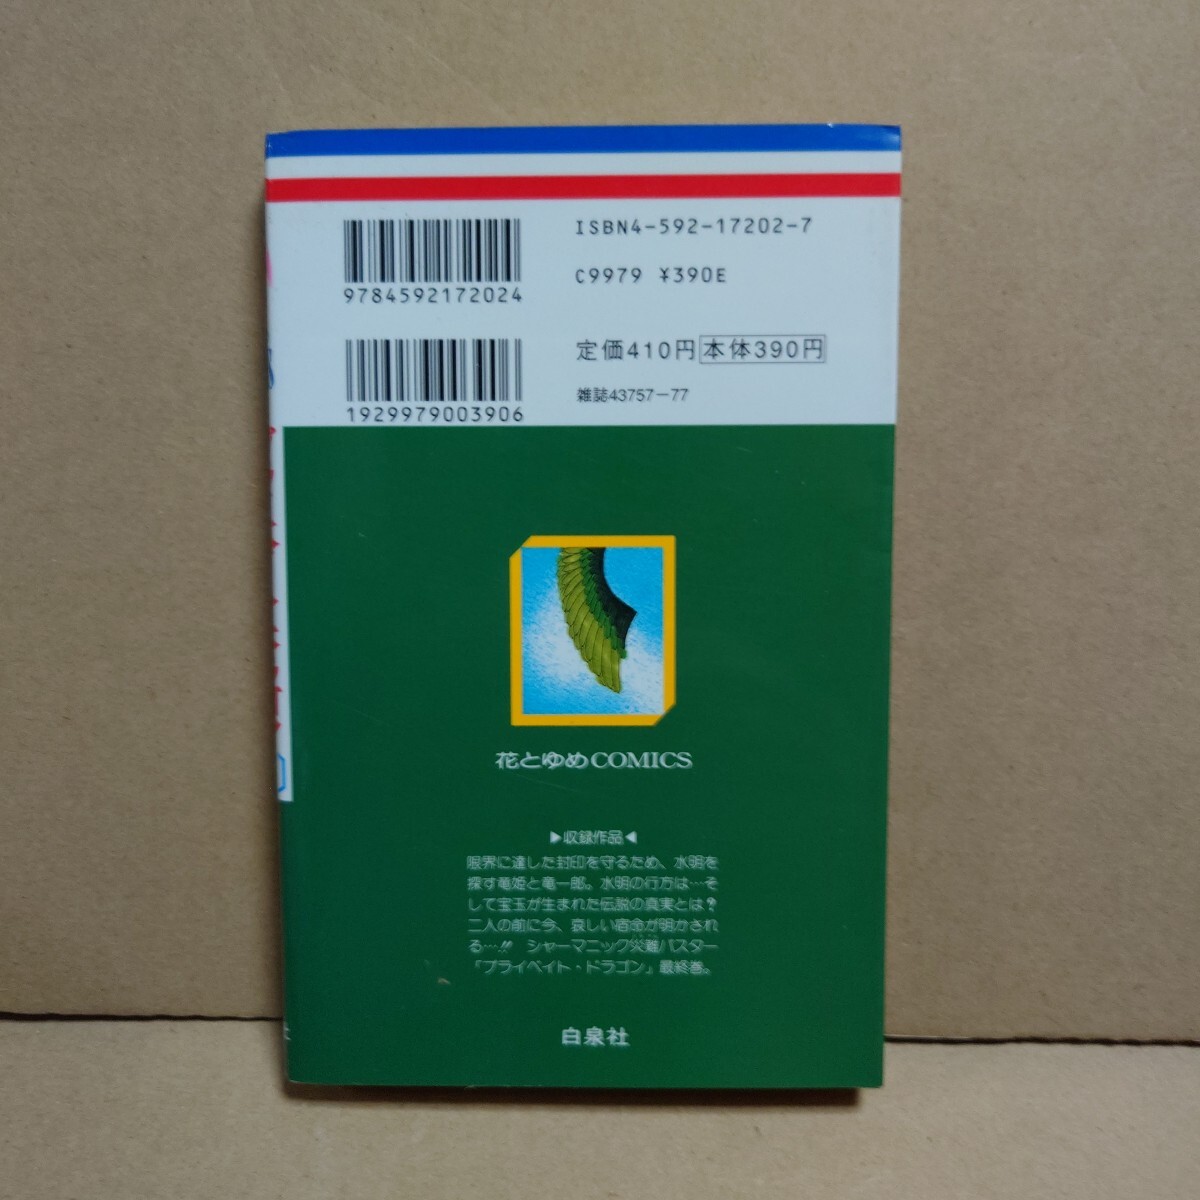 ISBN4-592-17202-7
C9979 ¥390E
9784592172024
定価410円 本体390円
雑誌43757-77
1929979003906
花とゆめCOMICS
▶収録作品◀
限界に達した封印を守るため、水明を
探す竜姫と竜一郎。水明の行方は…そ
して宝玉が生まれた伝説の真実とは?
二人の前に今、哀しい宿命が明かされ
る…!! シャーマニック災難バスター
「プライベイト・ドラゴン」最終巻。
白泉社
社